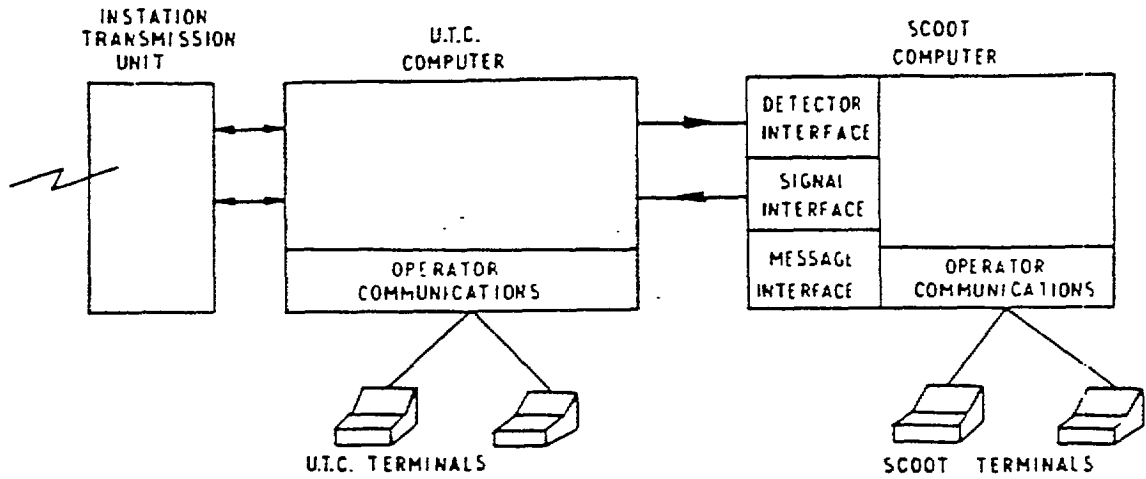 INSTATION
TRANSMISSION
UNIT
U.T.C.
COMPUTER
SCOOT
COMPUTER
DETECTOR
INTERFACE
SIGNAL
INTERFACE
MESSAGE
INTERFACE
OPERATOR
COMMUNICATIONS
OPERATOR
COMMUNICATIONS
U.T.C. TERMINALS
SCOOT TERMINALS